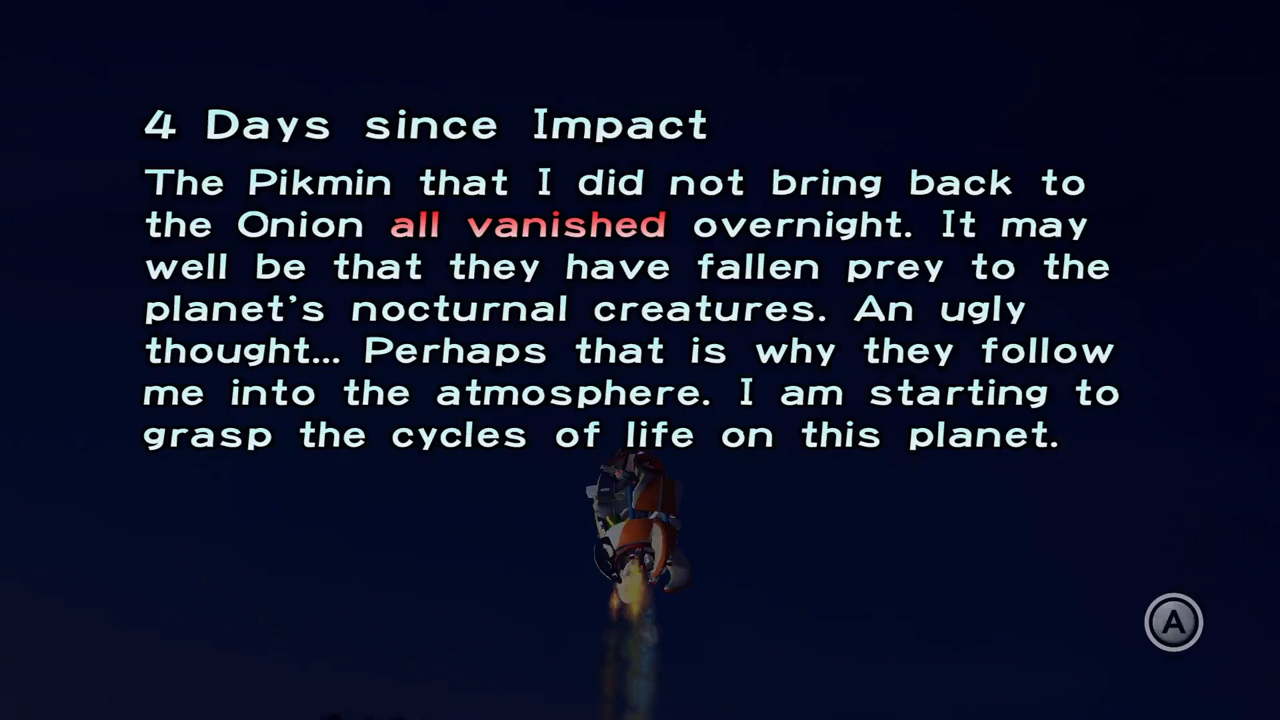 4 Days since Impact
The Pikmin that I did not bring back to
the Onion all vanished overnight. It may
well be that they have fallen prey to the
planet's nocturnal creatures. An ugly
thought... Perhaps that is why they follow
me into the atmosphere. I am starting to
grasp the cycles of life on this planet.
A